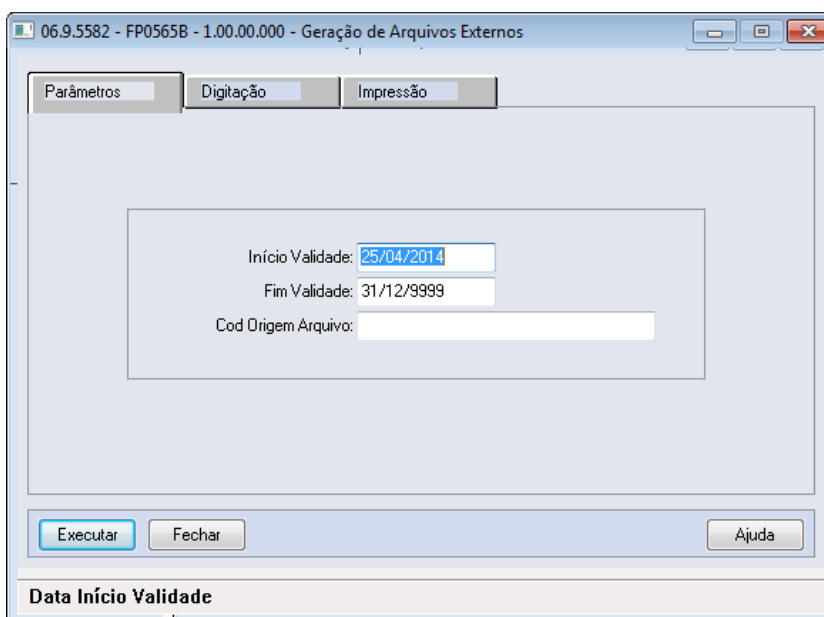 06.9.5582 - FP0565B - 1.00.00.000 - Geração de Arquivos Externos
Parâmetros Digitação Impressão
Início Validade: 25/04/2014
Fim Validade: 31/12/9999
Cod Origem Arquivo:
Executar Fechar Ajuda
Data Início Validade